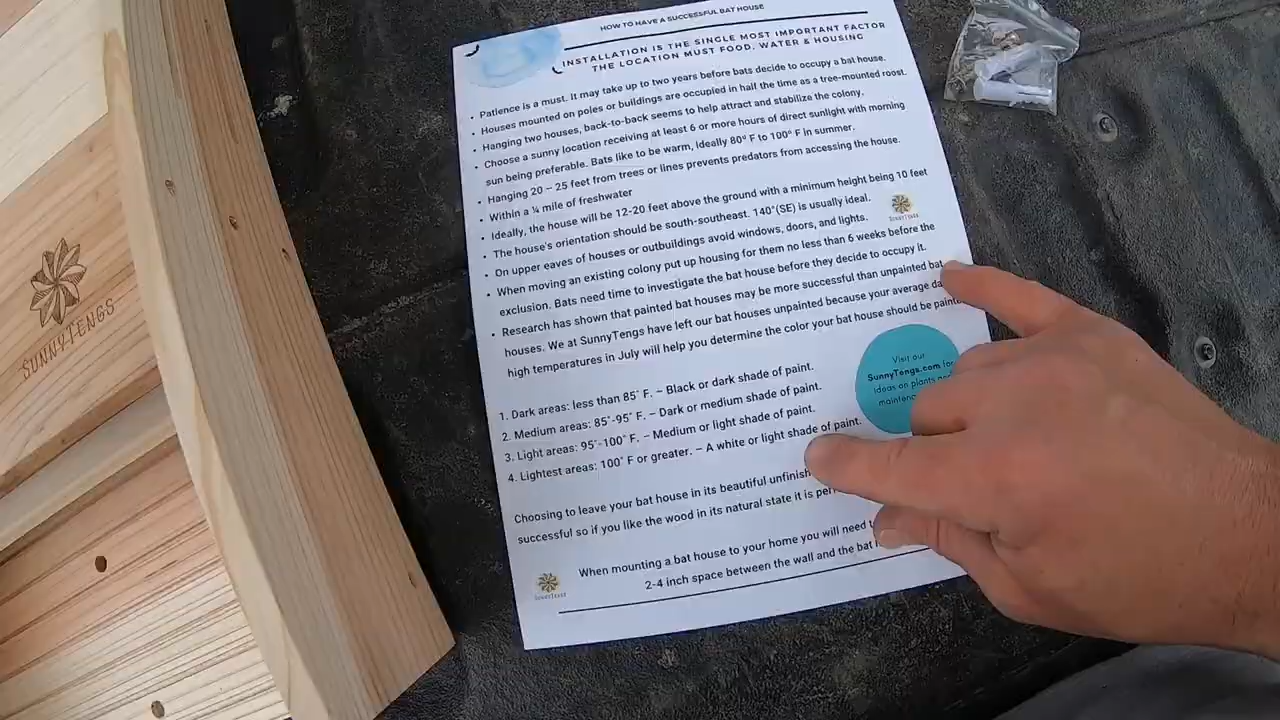 HOW TO HAVE A SUCCESSFUL BAT HOUSE
INSTALLATION IS THE SINGLE MOST IMPORTANT FACTOR
THE LOCATION MUST FOOD, WATER & HOUSING
• Patience is a must. It may take up to two years before bats decide to occupy a bat house.
• Houses mounted on poles or buildings are occupied in half the time as a tree-mounted roost.
• Hanging two houses, back-to-back seems to help attract and stabilize the colony.
• Choose a sunny location receiving at least 6 or more hours of direct sunlight with morning
sun being preferable. Bats like to be warm, Ideally 80° F to 100° F in summer.
• Hanging 20 – 25 feet from trees or lines prevents predators from accessing the house.
• Within a ¼ mile of freshwater
• Ideally, the house will be 12-20 feet above the ground with a minimum height being 10 feet
• The house's orientation should be south-southeast. 140°(SE) is usually ideal.
• On upper eaves of houses or outbuildings avoid windows, doors, and lights.
• When moving an existing colony put up housing for them no less than 6 weeks before the
exclusion. Bats need time to investigate the bat house before they decide to occupy it.
• Research has shown that painted bat houses may be more successful than unpainted bat
houses. We at SunnyTengs have left our bat houses unpainted because your average
high temperatures in July will help you determine the color your bat house should be
1. Dark areas: less than 85° F. – Black or dark shade of paint.
2. Medium areas: 85°-95° F. – Dark or medium shade of paint.
3. Light areas: 95°-100° F. – Medium or light shade of paint.
4. Lightest areas: 100° F or greater. – A white or light shade of paint.
Visit our
SunnyTengs.com
ideas on plants
Choosing to leave your bat house in its beautiful
successful so if you like the wood in its natural state it is
When mounting a bat house to your home you will need
2-4 inch space between the wall and the bat
SUNNYTENGS
SUNNYTENGS
SUNNYTENGS